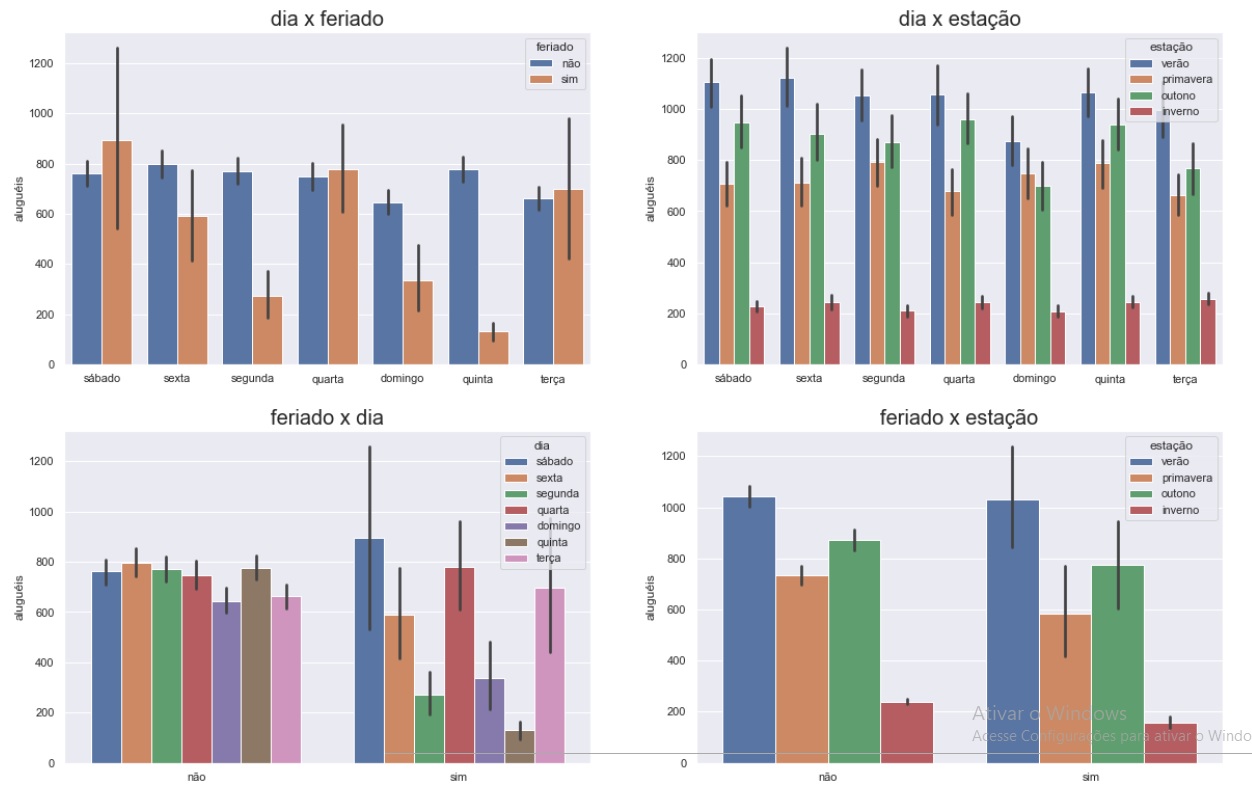 dia x feriado
feriado
não
sim
1200
1000
800
600
400
200
0
aluguéis
sábado sexta segunda quarta domingo quinta terça
dia x estação
estação
verão
primavera
outono
inverno
1200
1000
800
600
400
200
0
aluguéis
sábado sexta segunda quarta domingo quinta terça
feriado x dia
dia
sábado
sexta
segunda
quarta
domingo
quinta
terça
1200
1000
800
600
400
200
0
aluguéis
não sim
feriado x estação
estação
verão
primavera
outono
inverno
1200
1000
800
600
400
200
0
aluguéis
não sim
Ativar o Windows
Acesse Configurações para ativar o Windo